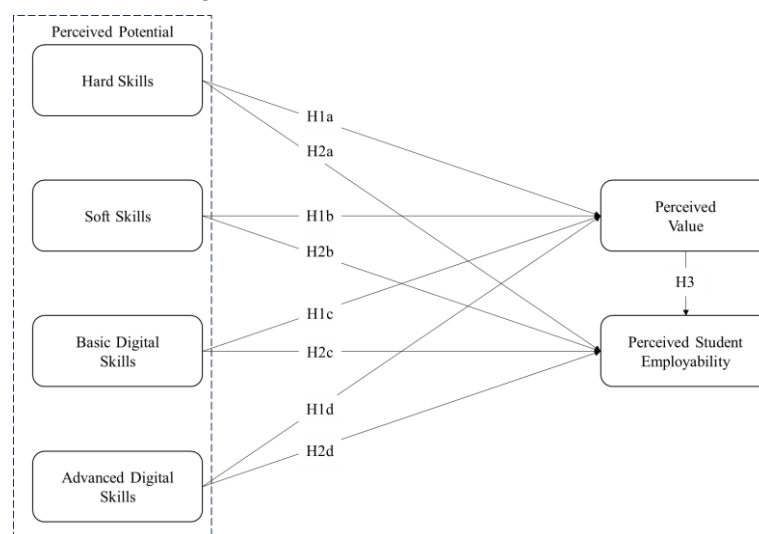 Perceived Potential
Hard Skills
H1a
H2a
Soft Skills
H1b
H2b
Perceived
Value
H3
H1c
Basic Digital
Skills
H2c
Perceived Student
Employability
H1d
H2d
Advanced Digital
Skills